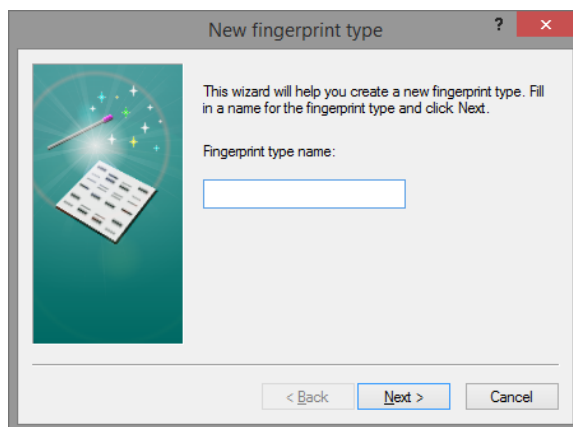 New fingerprint type
? ×
This wizard will help you create a new fingerprint type. Fill
in a name for the fingerprint type and click Next.
Fingerprint type name:
< Back
Next >
Cancel